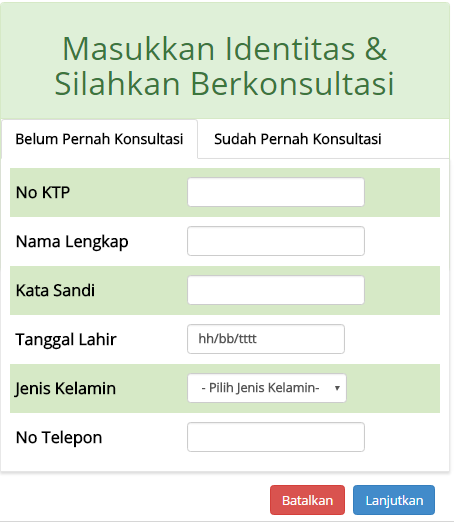 Masukkan Identitas &
Silahkan Berkonsultasi
Belum Pernah Konsultasi Sudah Pernah Konsultasi
No KTP
Nama Lengkap
Kata Sandi
Tanggal Lahir hh/bb/tttt
Jenis Kelamin - Pilih Jenis Kelamin-
No Telepon
Batalkan Lanjutkan